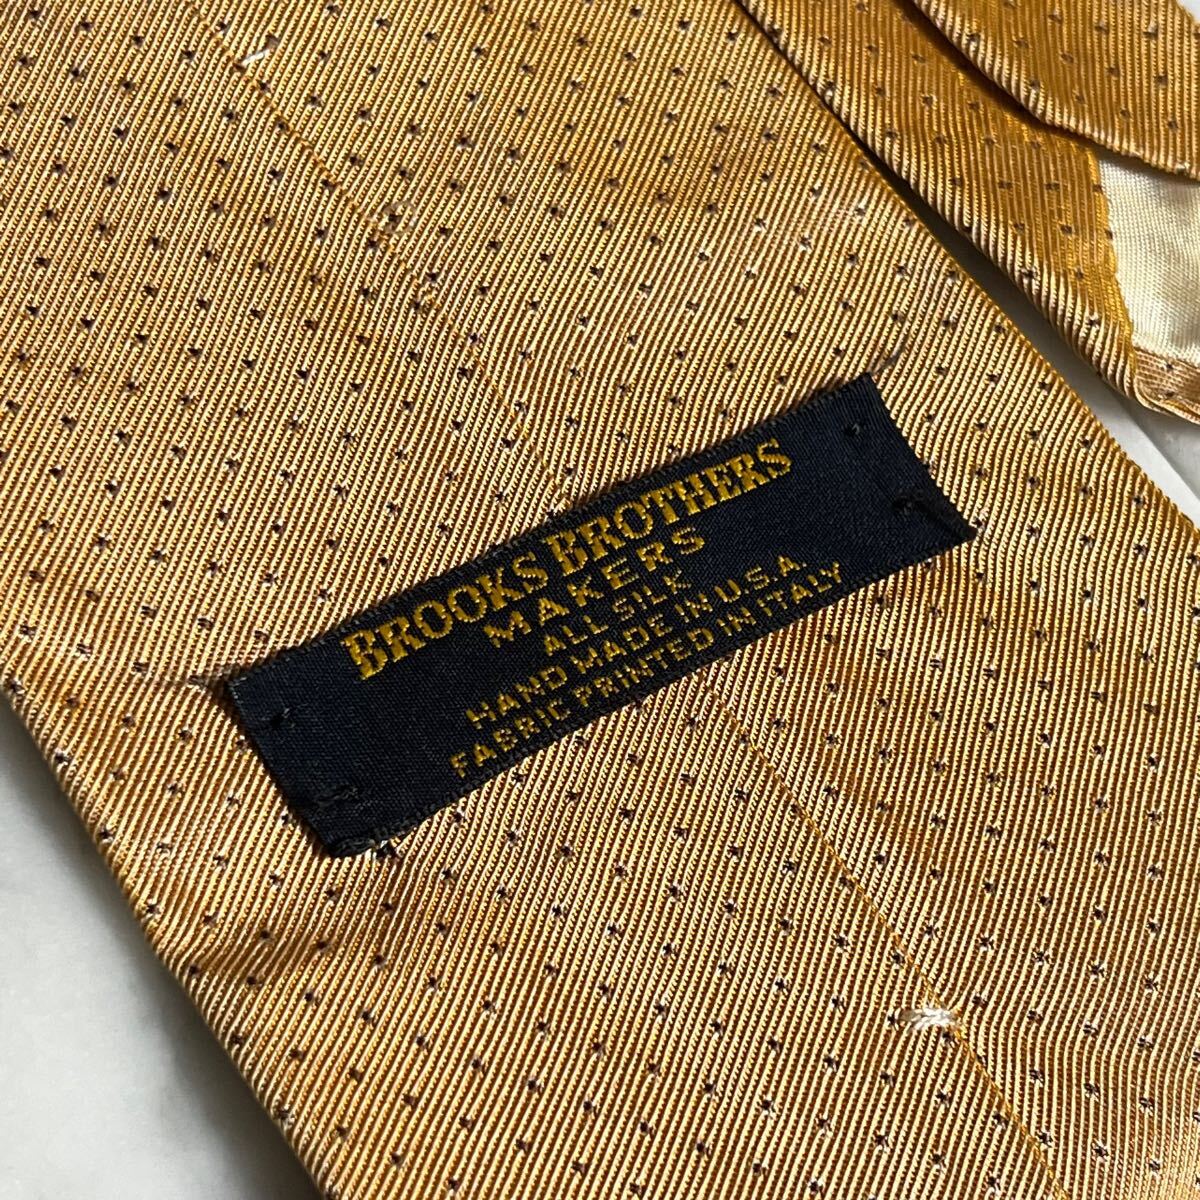 BROOKS BROTHERS
MAKERS
ALL SILK
HAND MADE IN U.S.A.
FABRIC PRINTED IN ITALY